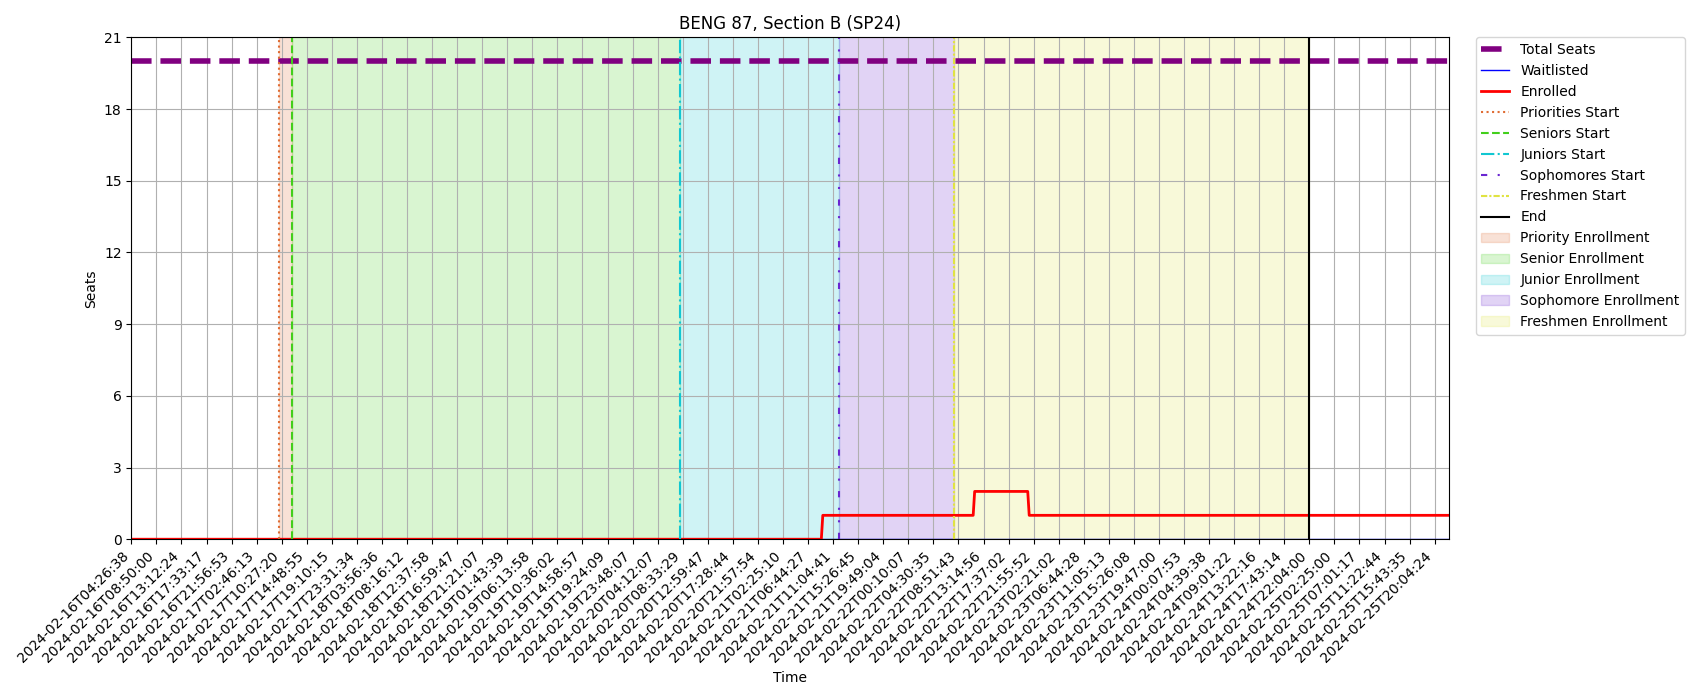 BENG 87, Section B (SP24)
21
18
15
12
9
6
3
0
Seats
2024-02-16T04:26:38
2024-02-16T08:50:00
2024-02-16T13:12:24
2024-02-16T17:33:17
2024-02-16T21:56:53
2024-02-17T02:46:13
2024-02-17T10:27:20
2024-02-17T14:48:55
2024-02-17T19:10:15
2024-02-17T23:31:34
2024-02-18T03:56:36
2024-02-18T08:16:12
2024-02-18T12:37:58
2024-02-18T16:59:47
2024-02-18T21:21:07
2024-02-19T01:43:39
2024-02-19T06:13:58
2024-02-19T10:36:02
2024-02-19T14:58:57
2024-02-19T19:24:09
2024-02-19T23:48:07
2024-02-20T04:12:07
2024-02-20T08:33:29
2024-02-20T12:59:47
2024-02-20T17:28:44
2024-02-20T21:57:54
2024-02-21T02:25:10
2024-02-21T06:44:27
2024-02-21T11:04:41
2024-02-21T15:26:45
2024-02-21T19:49:04
2024-02-22T00:10:07
2024-02-22T04:30:35
2024-02-22T08:51:43
2024-02-22T13:14:56
2024-02-22T17:37:02
2024-02-22T21:55:52
2024-02-23T02:21:02
2024-02-23T06:44:28
2024-02-23T11:05:13
2024-02-23T15:26:08
2024-02-23T19:47:00
2024-02-24T00:07:53
2024-02-24T04:39:38
2024-02-24T09:01:22
2024-02-24T13:22:16
2024-02-24T17:43:14
2024-02-24T22:04:00
2024-02-25T02:25:00
2024-02-25T07:01:17
2024-02-25T11:22:44
2024-02-25T15:43:35
2024-02-25T20:04:24
Time
Total Seats
Waitlisted
Enrolled
Priorities Start
Seniors Start
Juniors Start
Sophomores Start
Freshmen Start
End
Priority Enrollment
Senior Enrollment
Junior Enrollment
Sophomore Enrollment
Freshmen Enrollment